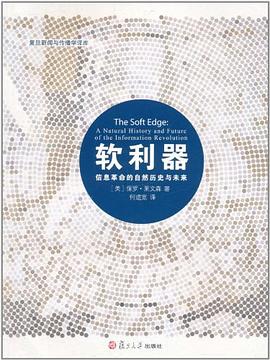 复旦新闻与传播学译库
The Soft Edge:
A Natural History and Future
of the Information Revolution
软利器
信息革命的自然历史与未来
[美] 保罗·莱文森 著
何道宽 译
復旦大學出版社